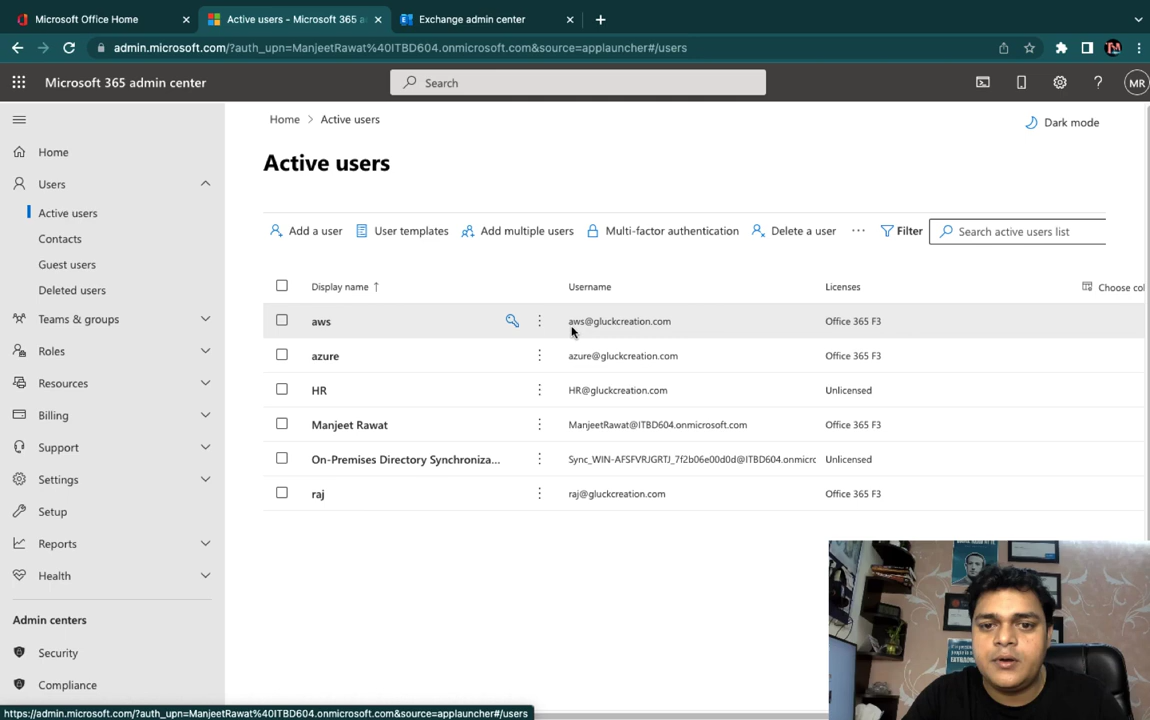 Microsoft Office Home
Active users - Microsoft 365 a
Exchange admin center
admin.microsoft.com/?auth_upn=ManjeetRawat%40ITBD604.onmicrosoft.com&source=applauncher#/users
Microsoft 365 admin center
Search
MR
Home
Users
Active users
Contacts
Guest users
Deleted users
Teams & groups
Roles
Resources
Billing
Support
Settings
Setup
Reports
Health
Admin centers
Security
Compliance
Home > Active users
Dark mode
Active users
Add a user
User templates
Add multiple users
Multi-factor authentication
Delete a user
Filter
Search active users list
Display name ↑ Username Licenses Choose col
aws aws@gluckcreation.com Office 365 F3
azure azure@gluckcreation.com Office 365 F3
HR HR@gluckcreation.com Unlicensed
Manjeet Rawat ManjeetRawat@ITBD604.onmicrosoft.com Office 365 F3
On-Premises Directory Synchroniza... Sync_WIN-AFSFVRJGRTJ_7f2b06e00d0d@ITBD604.onmicrc Unlicensed
raj raj@gluckcreation.com Office 365 F3
https://admin.microsoft.com/?auth_upn=ManjeetRawat%40ITBD604.onmicrosoft.com&source=applauncher#/users